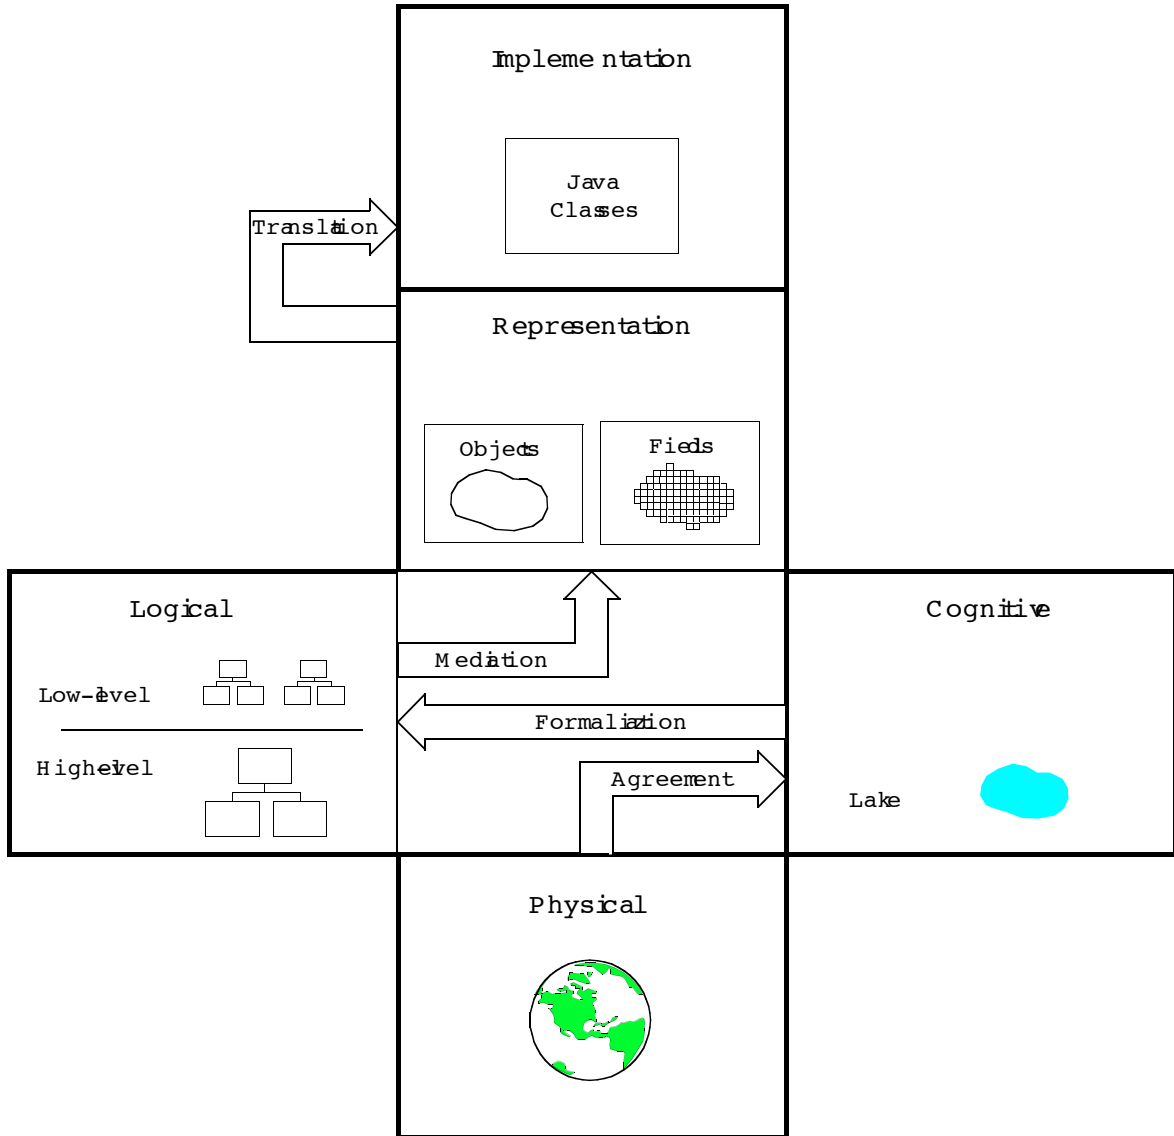 Implementation
Java
Classes
Translation
Representation
Objects
Fields
Logical
Cognitive
Mediation
Low-level
Formalization
High-level
Agreement
Lake
Physical